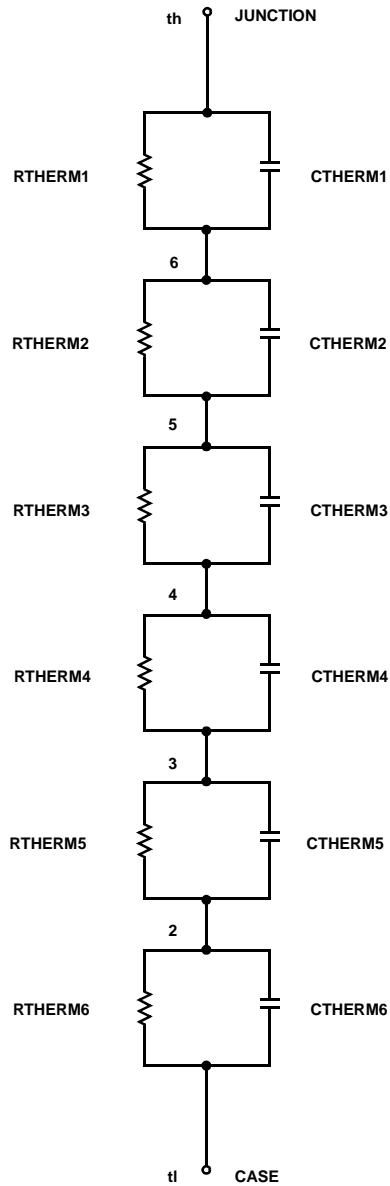 th JUNCTION
RTHERM1 CTHERM1
6
RTHERM2 CTHERM2
5
RTHERM3 CTHERM3
4
RTHERM4 CTHERM4
3
RTHERM5 CTHERM5
2
RTHERM6 CTHERM6
tl CASE